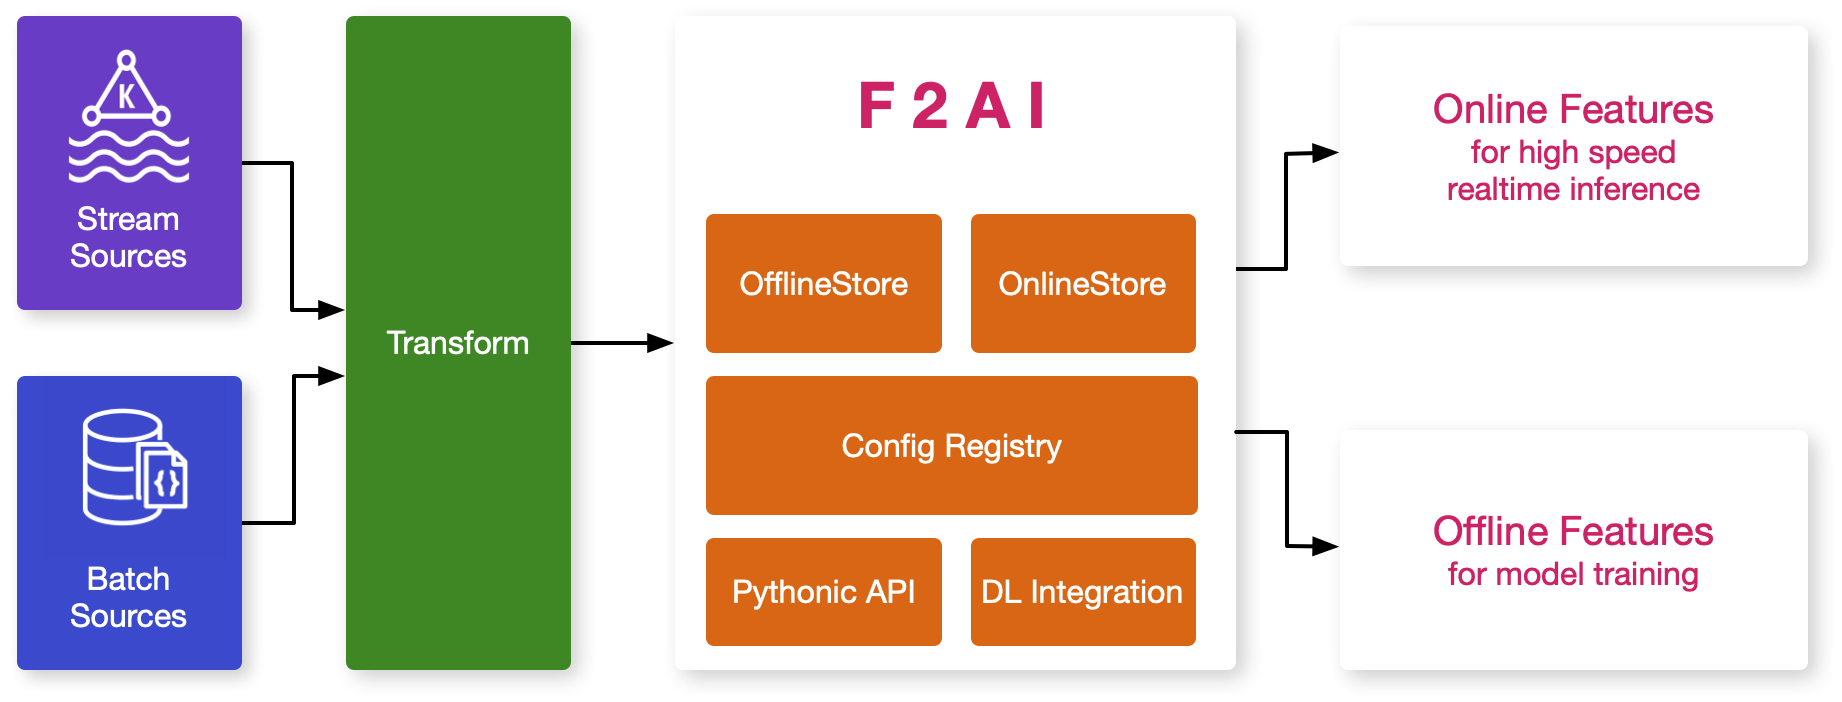 K
Stream
Sources
{}
Batch
Sources
Transform
F2AI
OfflineStore
OnlineStore
Config Registry
Pythonic API
DL Integration
Online Features
for high speed
realtime inference
Offline Features
for model training